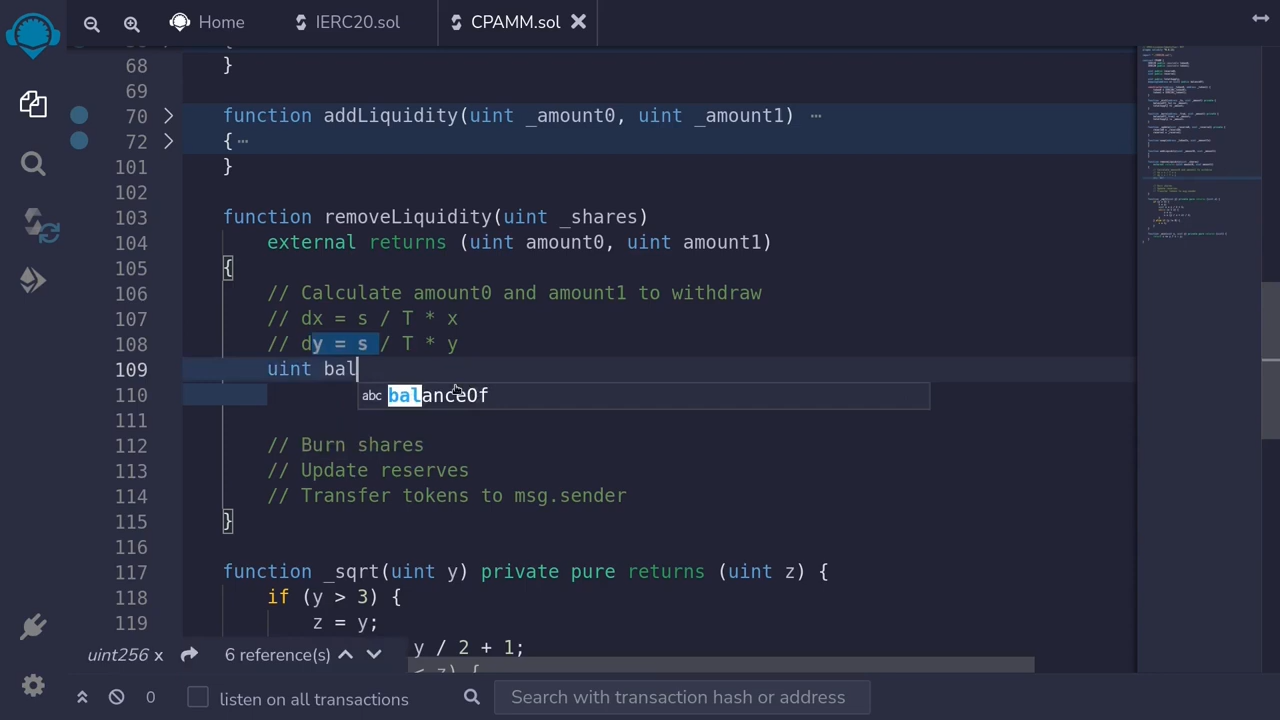 Home
IERC20.sol
CPAMM.sol
68 }
69
70 function addLiquidity(uint _amount0, uint _amount1) ⋯
72 {⋯
101 }
102
103 function removeLiquidity(uint _shares)
104 external returns (uint amount0, uint amount1)
105 {
106 // Calculate amount0 and amount1 to withdraw
107 // dx = s / T * x
108 // dy = s / T * y
109 uint bal
110 abc balanceOf
111
112 // Burn shares
113 // Update reserves
114 // Transfer tokens to msg.sender
115 }
116
117 function _sqrt(uint y) private pure returns (uint z) {
118 if (y > 3) {
119 z = y;
y / 2 + 1;
uint256 x 6 reference(s)
0 listen on all transactions Search with transaction hash or address